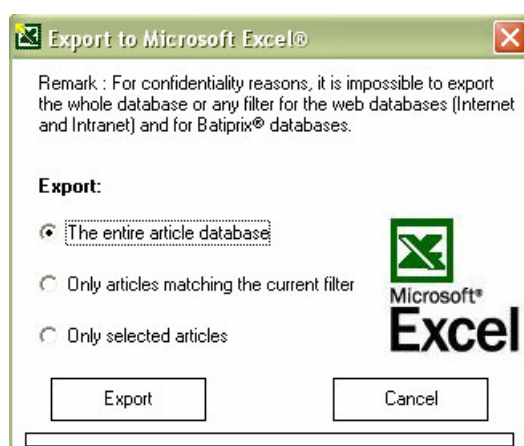 Export to Microsoft Excel®
Remark : For confidentiality reasons, it is impossible to export
the whole database or any filter for the web databases (Internet
and Intranet) and for Batiprix® databases.
Export:
The entire article database
Only articles matching the current filter
Only selected articles
Microsoft®
Excel
Export
Cancel